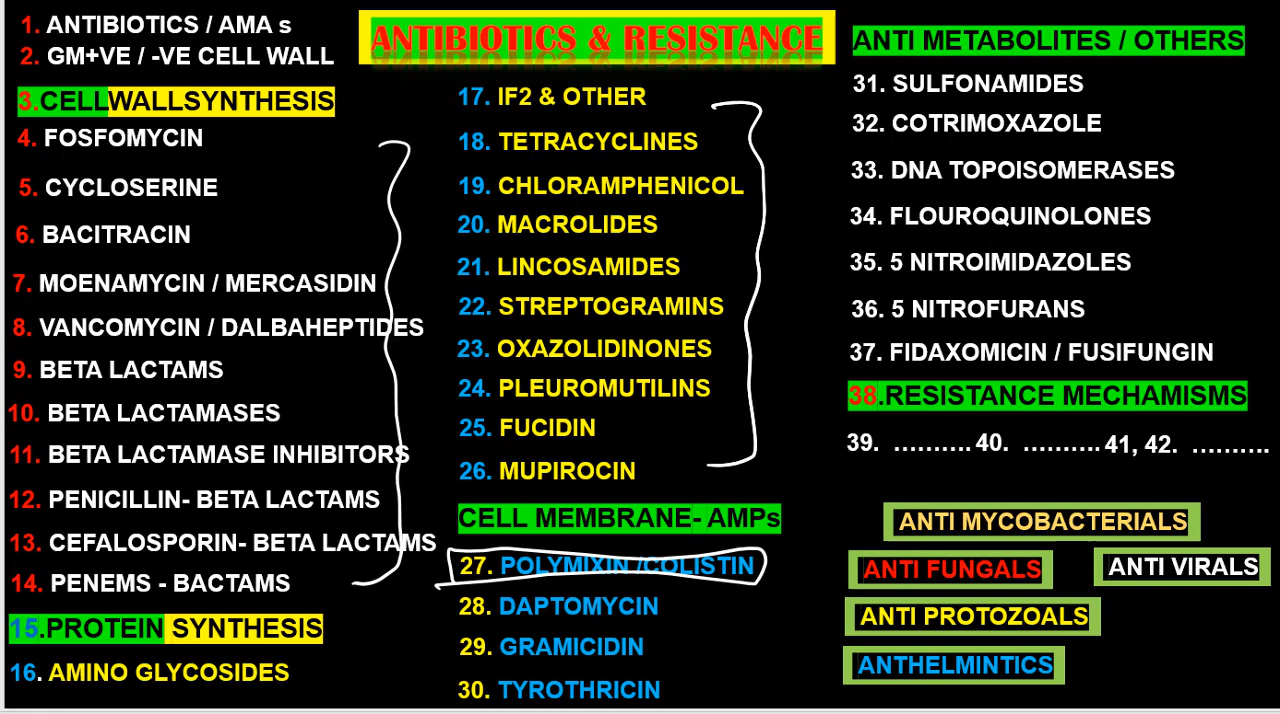 1. ANTIBIOTICS / AMA s
2. GM+VE / -VE CELL WALL
3.CELLWALLSYNTHESIS
4. FOSFOMYCIN
5. CYCLOSERINE
6. BACITRACIN
7. MOENAMYCIN / MERCASIDIN
8. VANCOMYCIN / DALBAHEPTIDES
9. BETA LACTAMS
10. BETA LACTAMASES
11. BETA LACTAMASE INHIBITORS
12. PENICILLIN- BETA LACTAMS
13. CEFALOSPORIN- BETA LACTAMS
14. PENEMS - BACTAMS
15.PROTEIN SYNTHESIS
16. AMINO GLYCOSIDES
ANTIBIOTICS & RESISTANCE
17. IF2 & OTHER
18. TETRACYCLINES
19. CHLORAMPHENICOL
20. MACROLIDES
21. LINCOSAMIDES
22. STREPTOGRAMINS
23. OXAZOLIDINONES
24. PLEUROMUTILINS
25. FUCIDIN
26. MUPIROCIN
CELL MEMBRANE- AMPs
27. POLYMIXIN /COLISTIN
28. DAPTOMYCIN
29. GRAMICIDIN
30. TYROTHRICIN
ANTI METABOLITES / OTHERS
31. SULFONAMIDES
32. COTRIMOXAZOLE
33. DNA TOPOISOMERASES
34. FLOUROQUINOLONES
35. 5 NITROIMIDAZOLES
36. 5 NITROFURANS
37. FIDAXOMICIN / FUSIFUNGIN
38.RESISTANCE MECHAMISMS
39. .......... 40. .......... 41, 42. ..........
ANTI MYCOBACTERIALS
ANTI FUNGALS
ANTI VIRALS
ANTI PROTOZOALS
ANTHELMINTICS